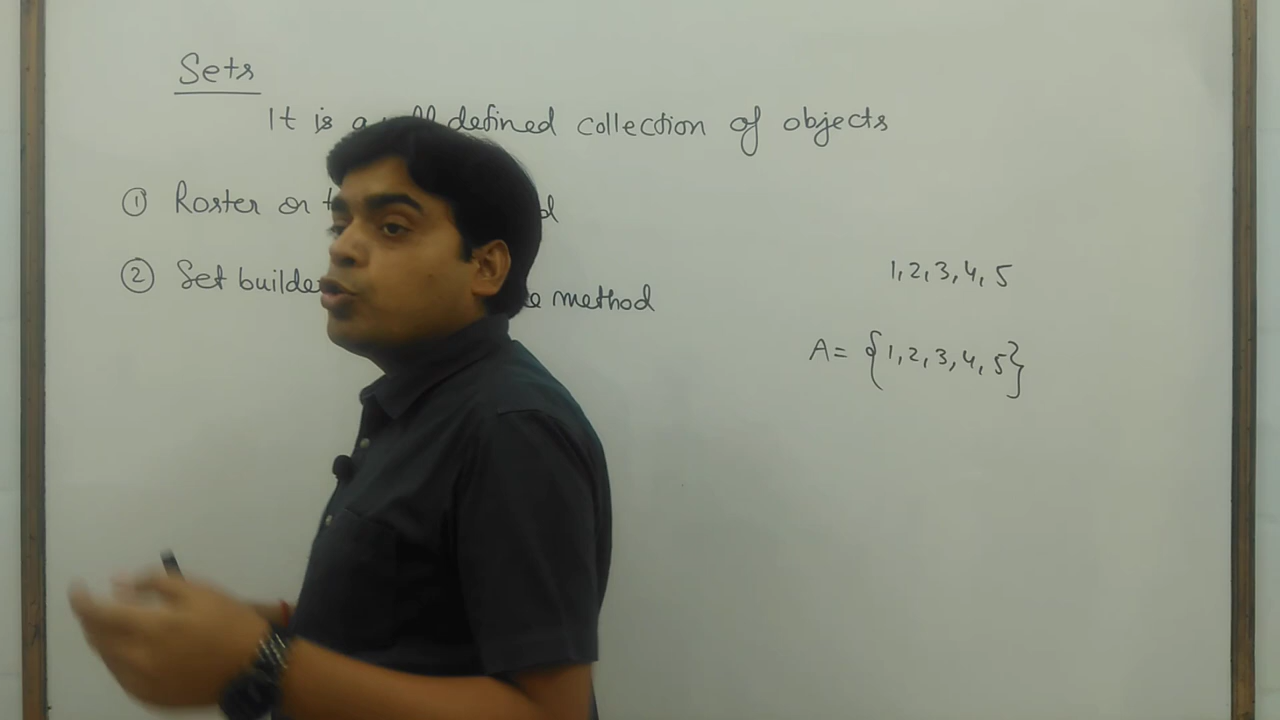 Sets
It is a defined collection of objects
① Roster or
② Set builder method
1, 2, 3, 4, 5
A = {1, 2, 3, 4, 5}